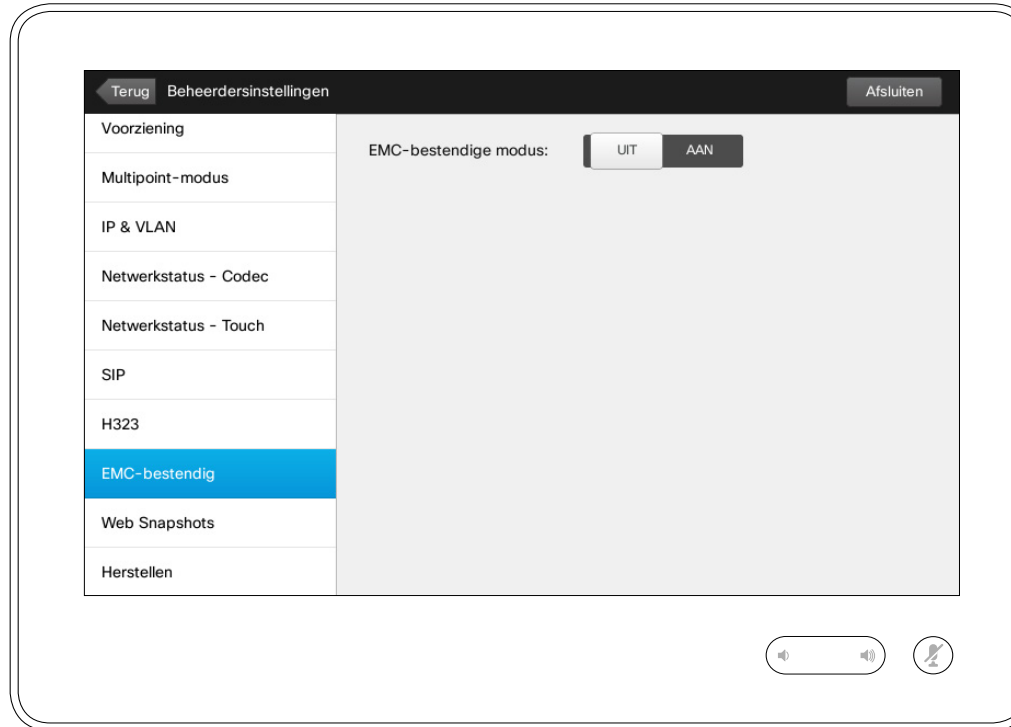 Terug Beheerdersinstellingen Afsluiten
Voorziening
EMC-bestendige modus: UIT AAN
Multipoint-modus
IP & VLAN
Netwerkstatus - Codec
Netwerkstatus - Touch
SIP
H323
EMC-bestendig
Web Snapshots
Herstellen